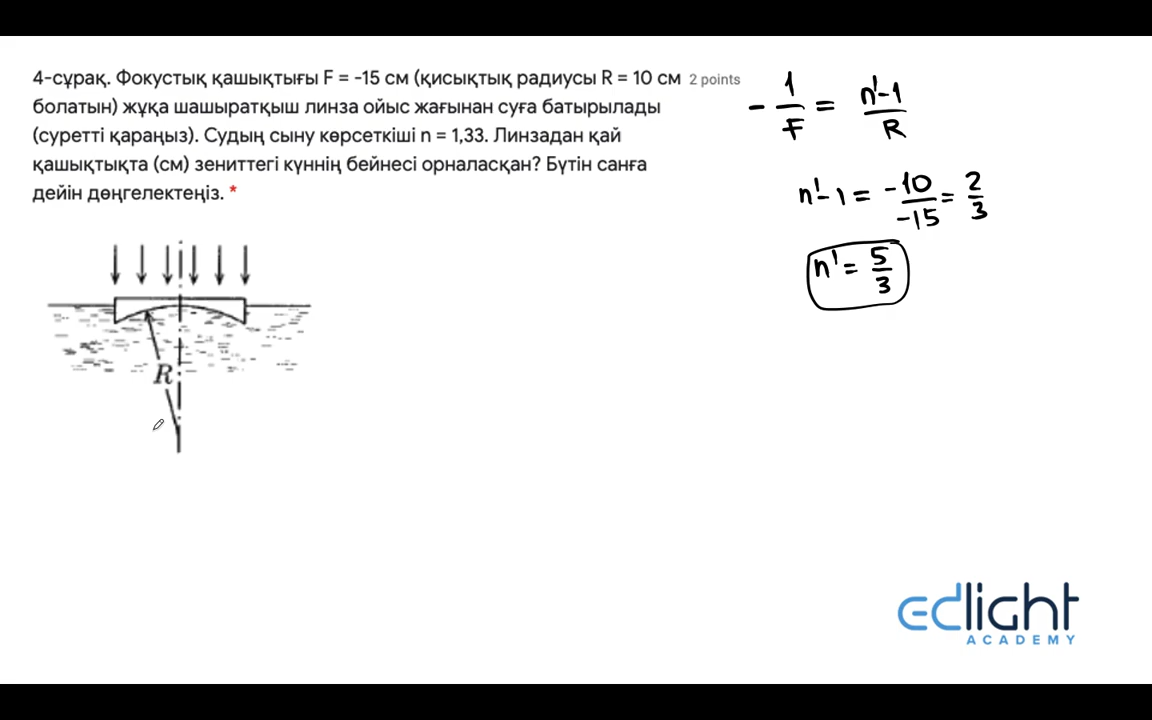 4-сұрақ. Фокустық қашықтығы F = -15 см (қисықтық радиусы R = 10 см 2 points
болатын) жұқа шашыратқыш линза ойыс жағынан суға батырылады
(суретті қараңыз). Судың сыну көрсеткіші n = 1,33. Линзадан қай
қашықтықта (см) зениттегі күннің бейнесі орналасқан? Бүтін санға
дейін дөңгелектеңіз. *
- 1/F = n'-1/R
n'-1 = -10/-15 = 2/3
n' = 5/3
R
edlight
ACADEMY